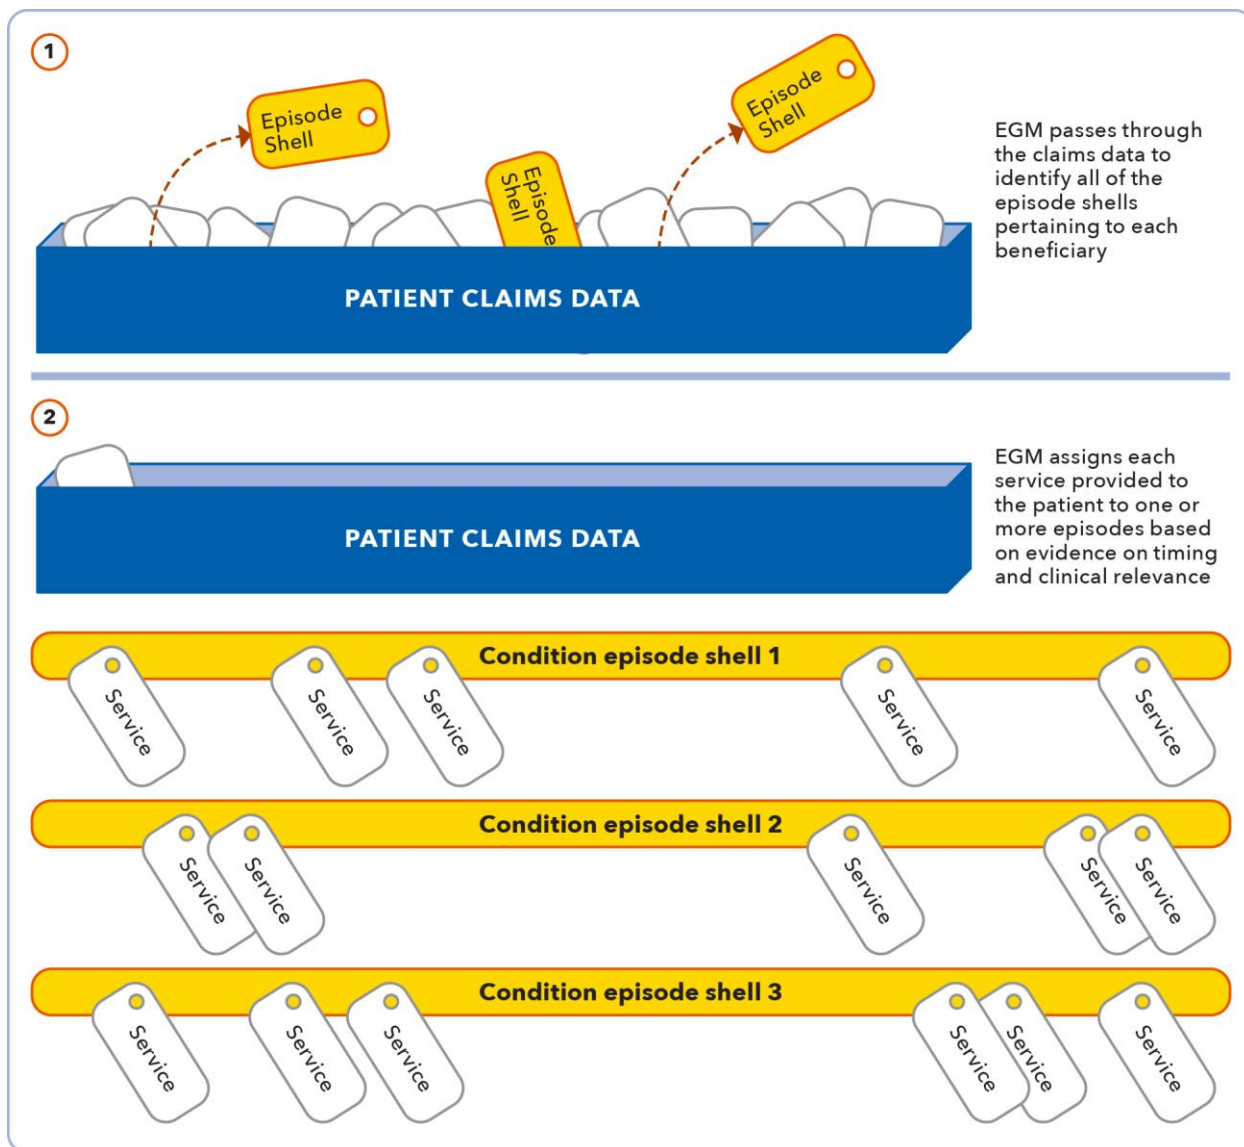 1
Episode
Shell
Episode
Shell
Episode
Shell
EGM passes through
the claims data to
identify all of the
episode shells
pertaining to each
beneficiary
PATIENT CLAIMS DATA
2
EGM assigns each
service provided to
the patient to one or
more episodes based
on evidence on timing
and clinical relevance
PATIENT CLAIMS DATA
Condition episode shell 1
Service
Service
Service
Service
Service
Condition episode shell 2
Service
Service
Service
Service
Service
Condition episode shell 3
Service
Service
Service
Service
Service
Service